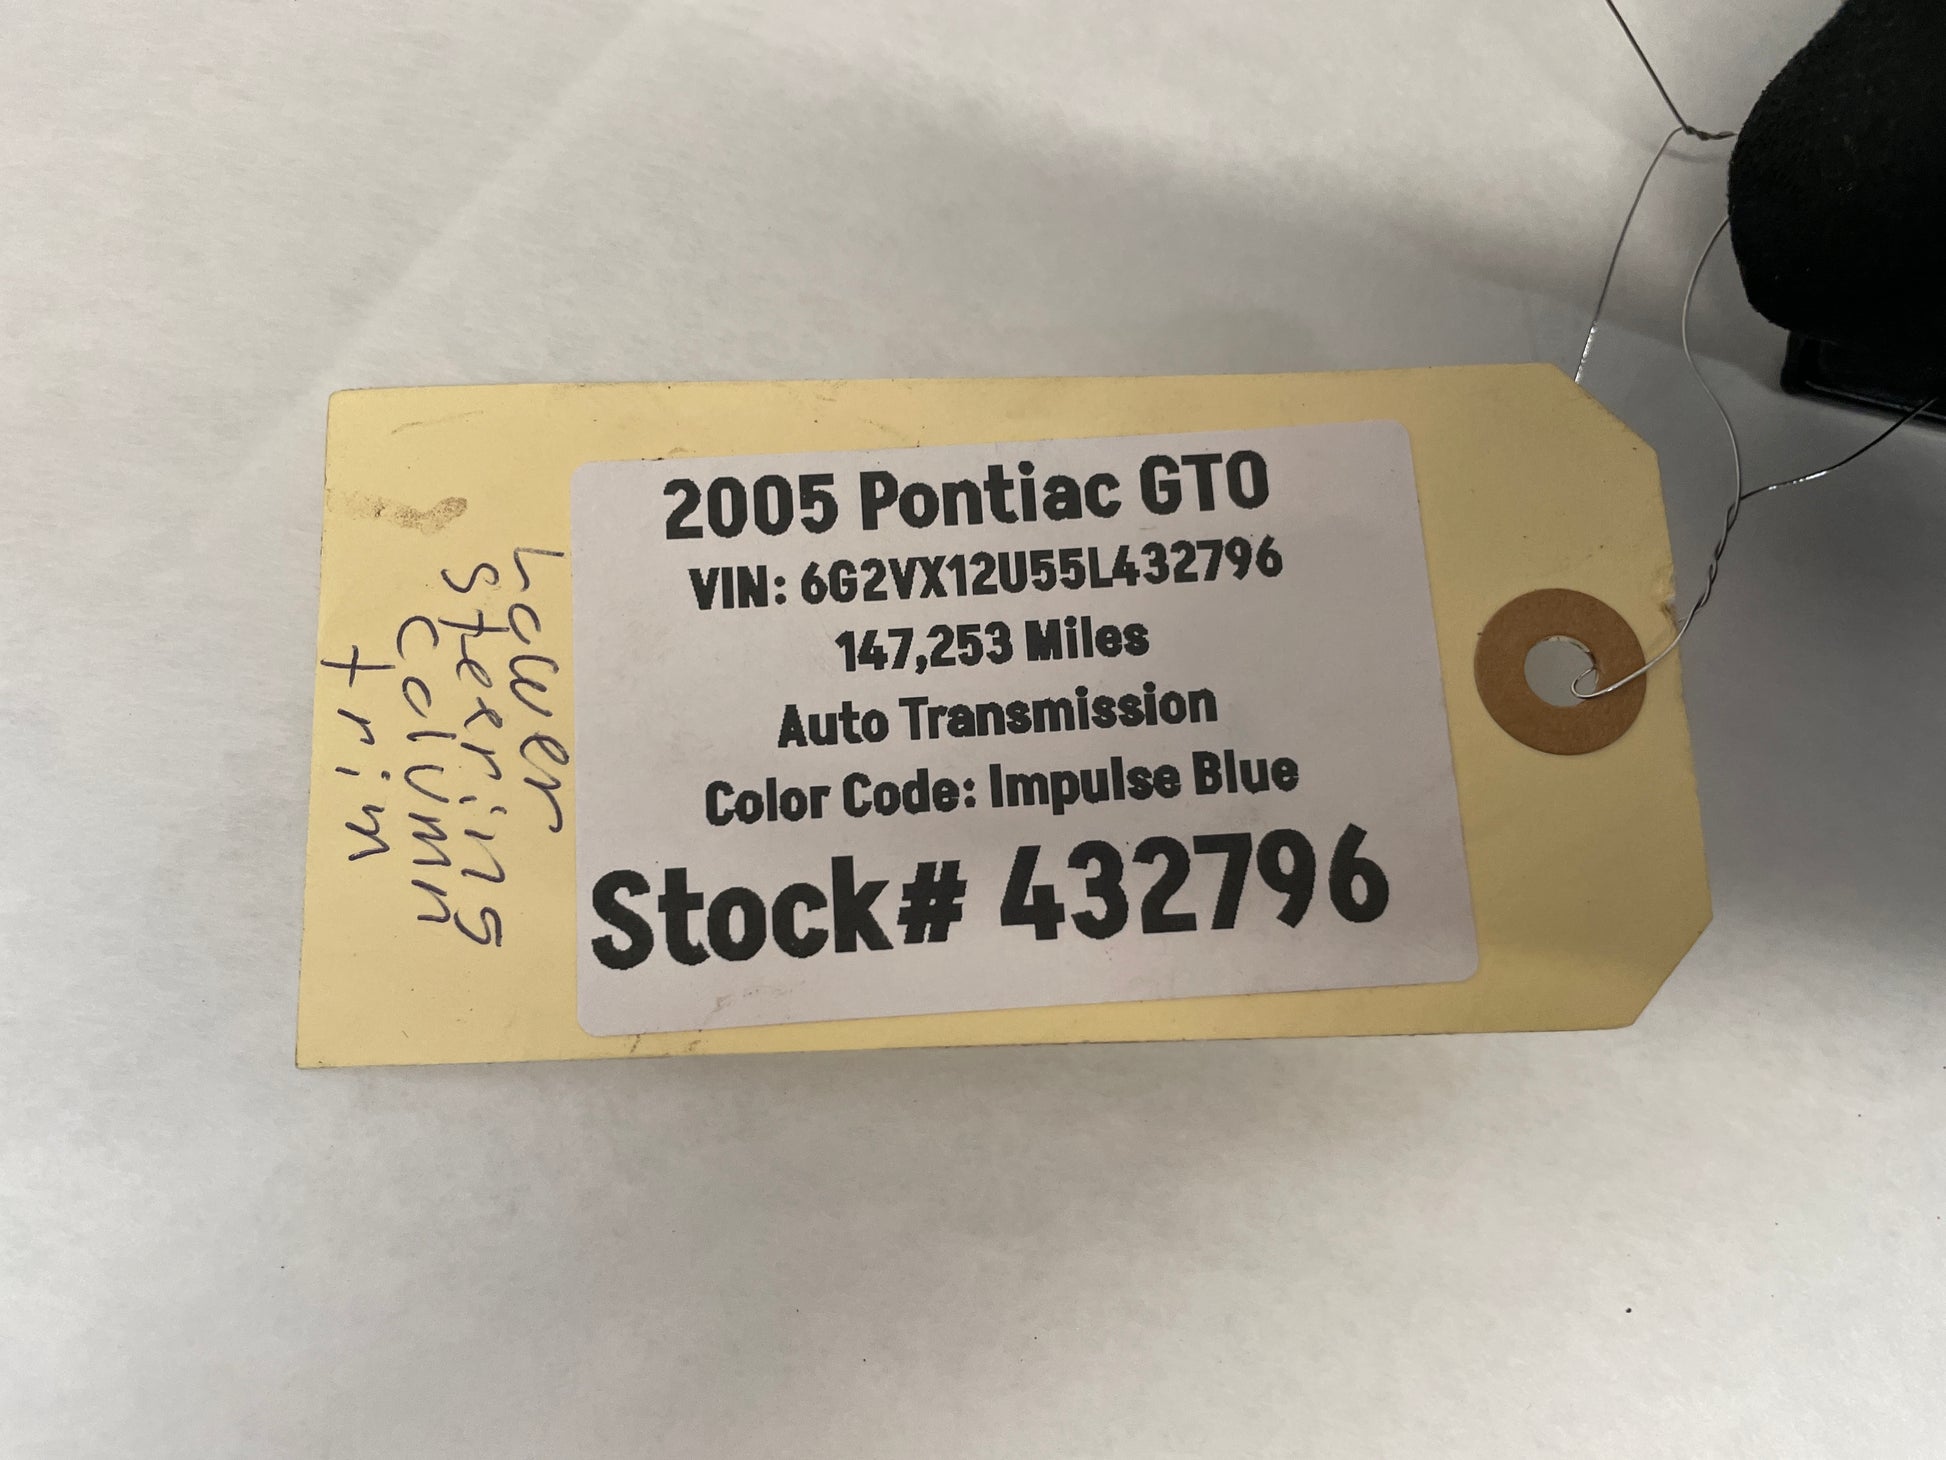 2005 Pontiac GTO
VIN: 6G2VX12U55L432796
147,253 Miles
Auto Transmission
Color Code: Impulse Blue
Stock# 432796
Lower
steering
column
trim